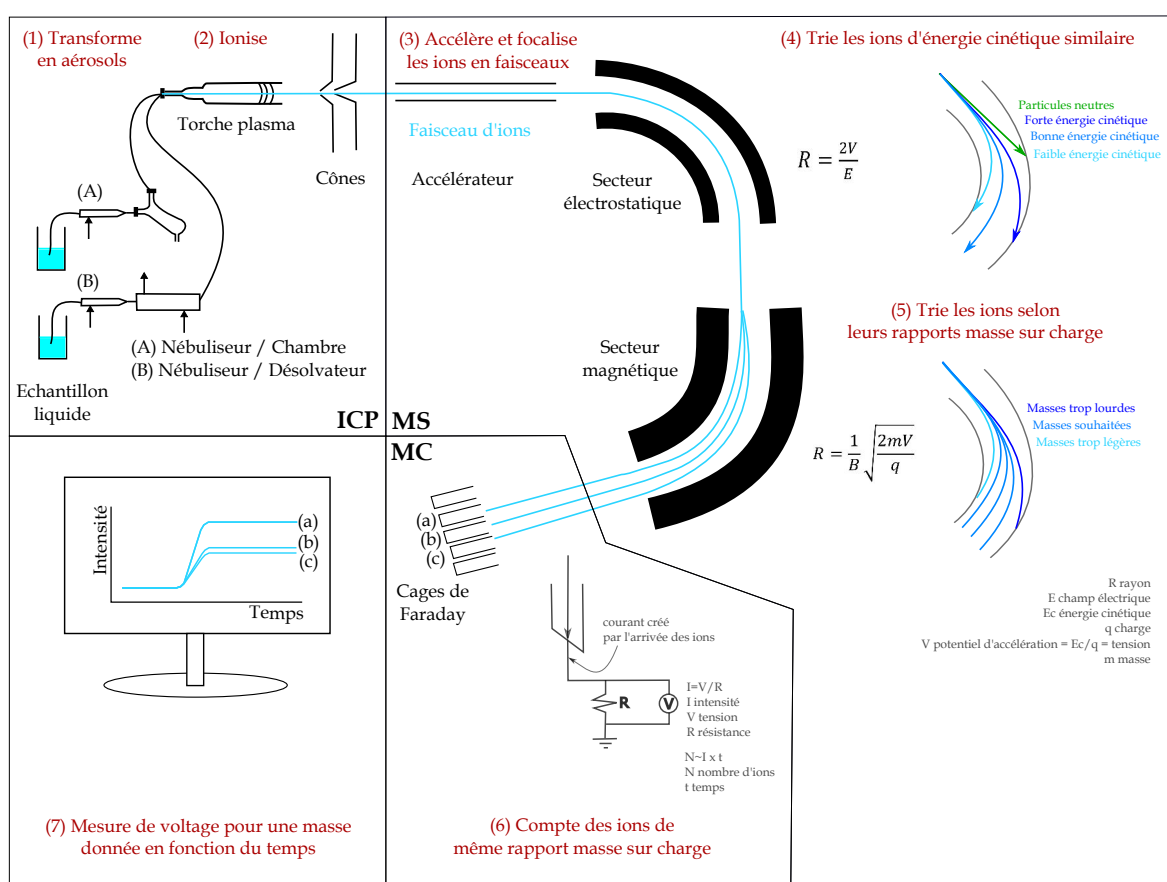 (1) Transforme
en aérosols
(2) Ionise
Torche plasma
Cônes
(A)
(B)
(A) Nébuliseur / Chambre
(B) Nébuliseur / Désolvateur
Echantillon
liquide
ICP
(3) Accélère et focalise
les ions en faisceaux
Faisceau d'ions
Accélérateur
Secteur
électrostatique
Secteur
magnétique
MS
(4) Trie les ions d'énergie cinétique similaire
Particules neutres
Forte énergie cinétique
Bonne énergie cinétique
Faible énergie cinétique
R = 2V/E
(5) Trie les ions selon
leurs rapports masse sur charge
Masses trop lourdes
Masses souhaitées
Masses trop légères
R = 1/B √(2mV/q)
R rayon
E champ électrique
Ec énergie cinétique
q charge
V potentiel d'accélération = Ec/q = tension
m masse
MC
(a)
(b)
(c)
Cages de
Faraday
courant créé
par l'arrivée des ions
R
V
I=V/R
I intensité
V tension
R résistance
N~I x t
N nombre d'ions
t temps
(6) Compte des ions de
même rapport masse sur charge
Intensité
Temps
(a)
(b)
(c)
(7) Mesure de voltage pour une masse
donnée en fonction du temps